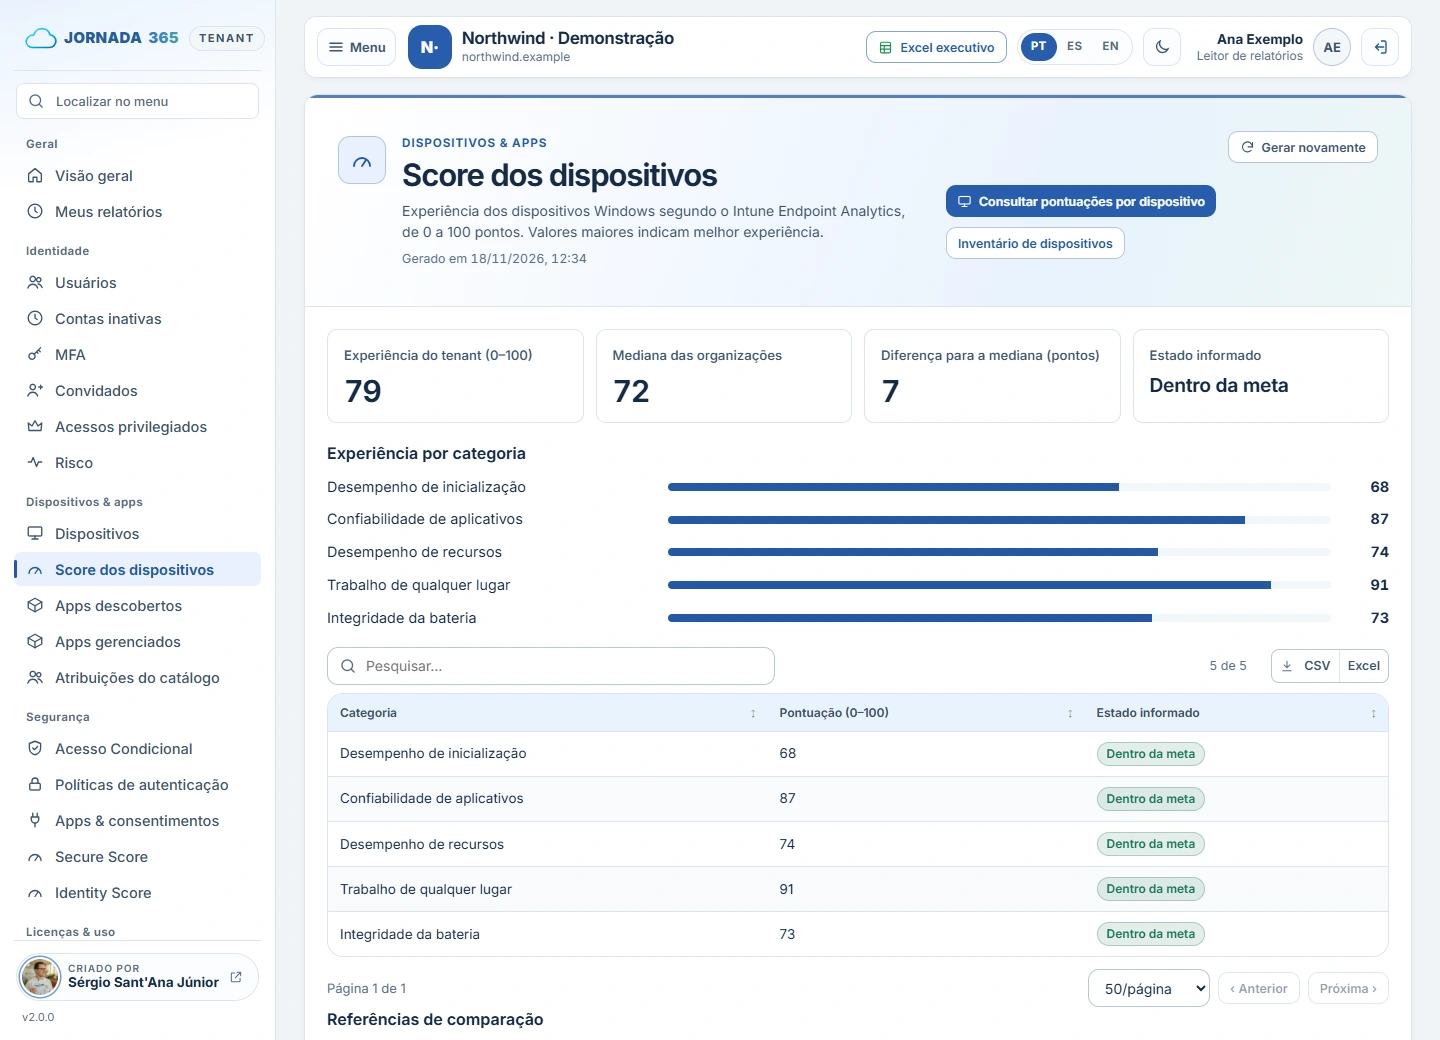 JORNADA 365 TENANT
Localizar no menu
Geral
Visão geral
Meus relatórios
Identidade
Usuários
Contas inativas
MFA
Convidados
Acessos privilegiados
Risco
Dispositivos & apps
Dispositivos
Score dos dispositivos
Apps descobertos
Apps gerenciados
Atribuições do catálogo
Segurança
Acesso Condicional
Políticas de autenticação
Apps & consentimentos
Secure Score
Identity Score
Licenças & uso
CRIADO POR
Sérgio Sant'Ana Júnior
v2.0.0
Menu
N·
Northwind · Demonstração
northwind.example
Excel executivo
PT ES EN
Ana Exemplo
Leitor de relatórios
AE
DISPOSITIVOS & APPS
Score dos dispositivos
Experiência dos dispositivos Windows segundo o Intune Endpoint Analytics,
de 0 a 100 pontos. Valores maiores indicam melhor experiência.
Gerado em 18/11/2026, 12:34
Gerar novamente
Consultar pontuações por dispositivo
Inventário de dispositivos
Experiência do tenant (0–100)
79
Mediana das organizações
72
Diferença para a mediana (pontos)
7
Estado informado
Dentro da meta
Experiência por categoria
Desempenho de inicialização 68
Confiabilidade de aplicativos 87
Desempenho de recursos 74
Trabalho de qualquer lugar 91
Integridade da bateria 73
Pesquisar...
5 de 5
CSV Excel
Categoria Pontuação (0–100) Estado informado
Desempenho de inicialização 68 Dentro da meta
Confiabilidade de aplicativos 87 Dentro da meta
Desempenho de recursos 74 Dentro da meta
Trabalho de qualquer lugar 91 Dentro da meta
Integridade da bateria 73 Dentro da meta
Página 1 de 1
50/página
‹ Anterior
Próxima ›
Referências de comparação